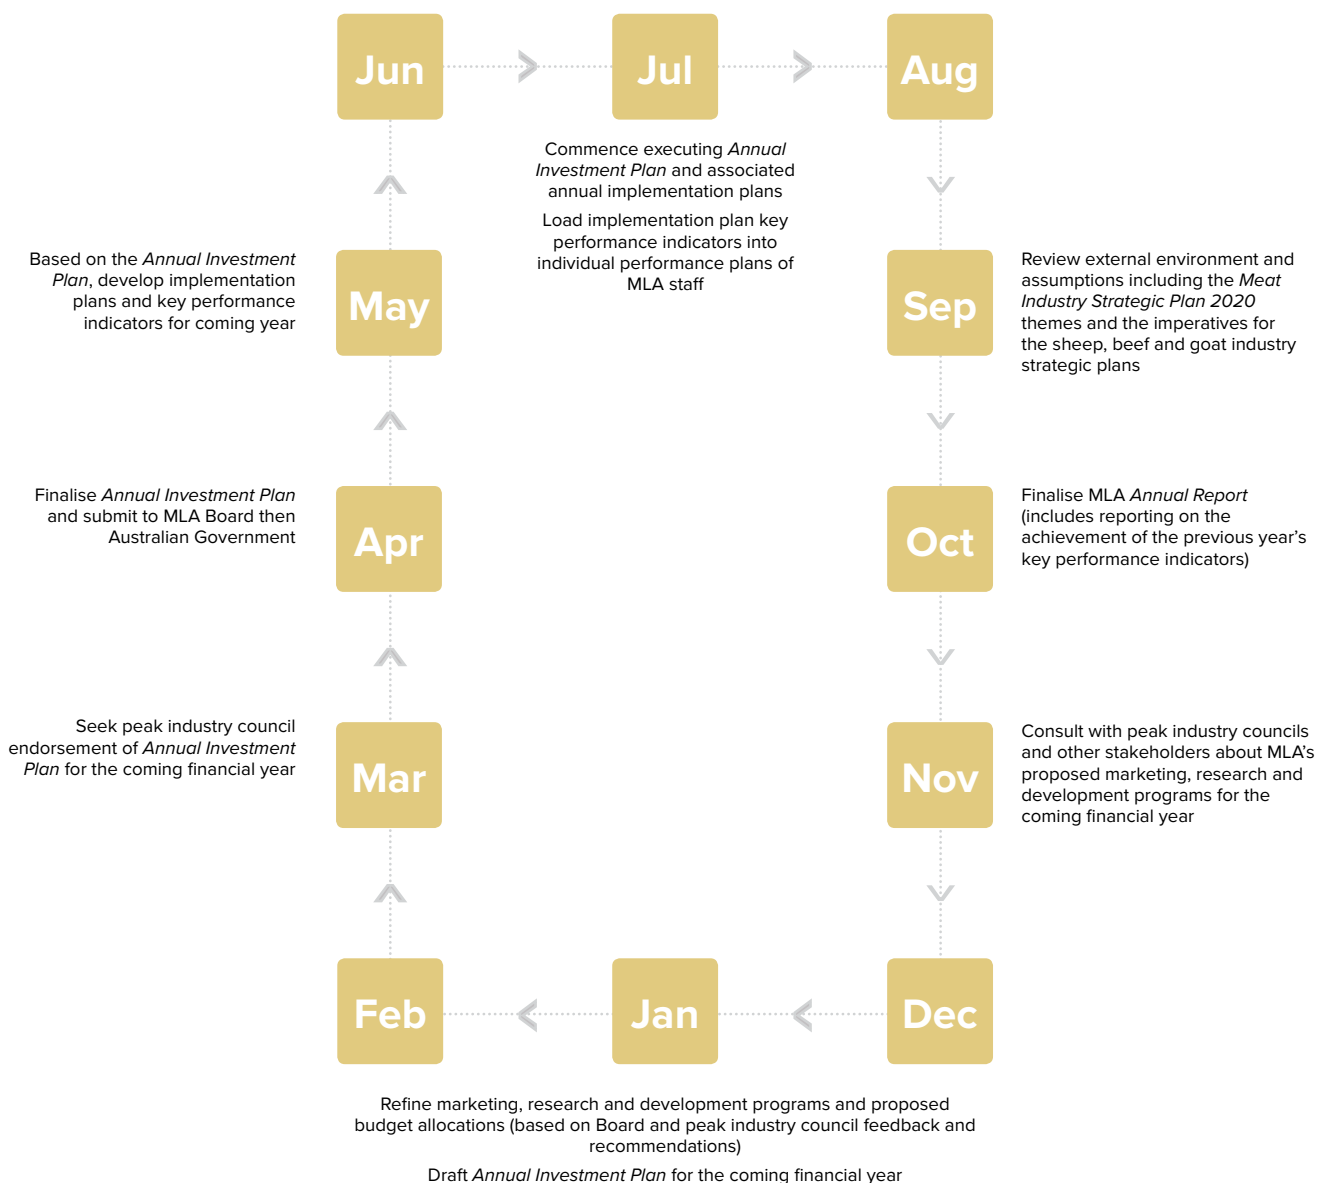 Jun
Jul
Aug
Commence executing Annual
Investment Plan and associated
annual implementation plans
Load implementation plan key
performance indicators into
individual performance plans of
MLA staff
Based on the Annual Investment
Plan, develop implementation
plans and key performance
indicators for coming year
May
Sep
Review external environment and
assumptions including the Meat
Industry Strategic Plan 2020
themes and the imperatives for
the sheep, beef and goat industry
strategic plans
Finalise Annual Investment Plan
and submit to MLA Board then
Australian Government
Apr
Oct
Finalise MLA Annual Report
(includes reporting on the
achievement of the previous year’s
key performance indicators)
Seek peak industry council
endorsement of Annual Investment
Plan for the coming financial year
Mar
Nov
Consult with peak industry councils
and other stakeholders about MLA’s
proposed marketing, research and
development programs for the
coming financial year
Feb
Jan
Dec
Refine marketing, research and development programs and proposed
budget allocations (based on Board and peak industry council feedback and
recommendations)
Draft Annual Investment Plan for the coming financial year